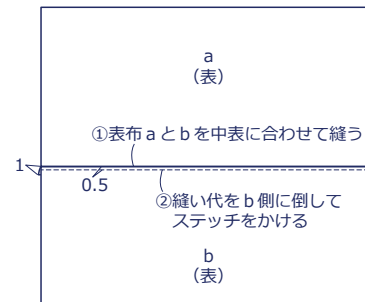 a
（表）
①表布aとbを中表に合わせて縫う
1
0.5
②縫い代をb側に倒して
ステッチをかける
b
（表）